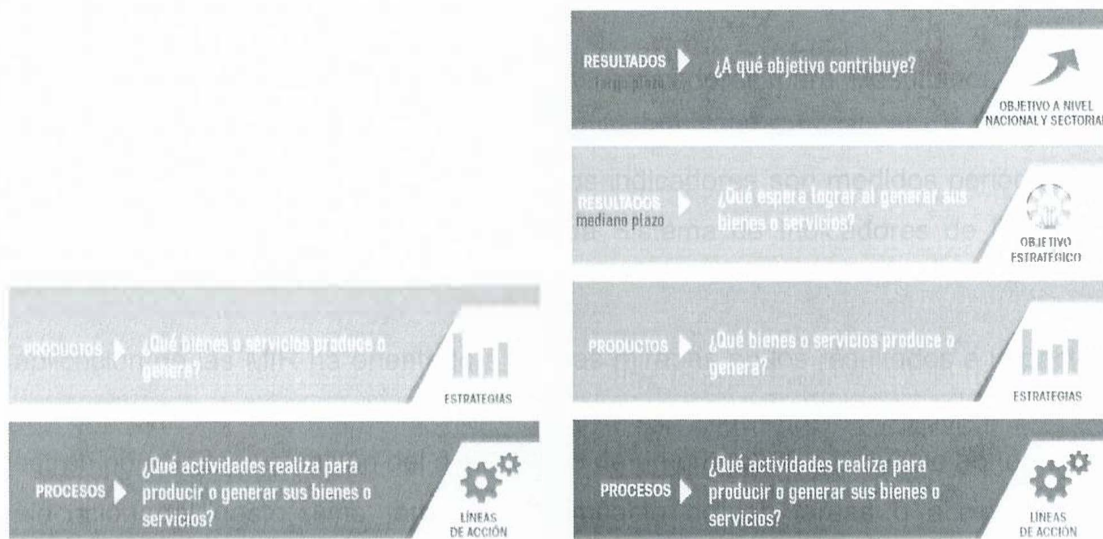 RESULTADOS
largo plazo
¿A qué objetivo contribuye?
OBJETIVO A NIVEL
NACIONAL Y SECTORIAL
RESULTADOS
mediano plazo
¿Qué espera lograr al generar sus
bienes o servicios?
OBJETIVO
ESTRATÉGICO
PRODUCTOS
¿Qué bienes o servicios produce o
genera?
ESTRATEGIAS
PROCESOS
¿Qué actividades realiza para
producir o generar sus bienes o
servicios?
LÍNEAS
DE ACCIÓN
PRODUCTOS
¿Qué bienes o servicios produce o
genera?
ESTRATEGIAS
PROCESOS
¿Qué actividades realiza para
producir o generar sus bienes o
servicios?
LÍNEAS
DE ACCIÓN